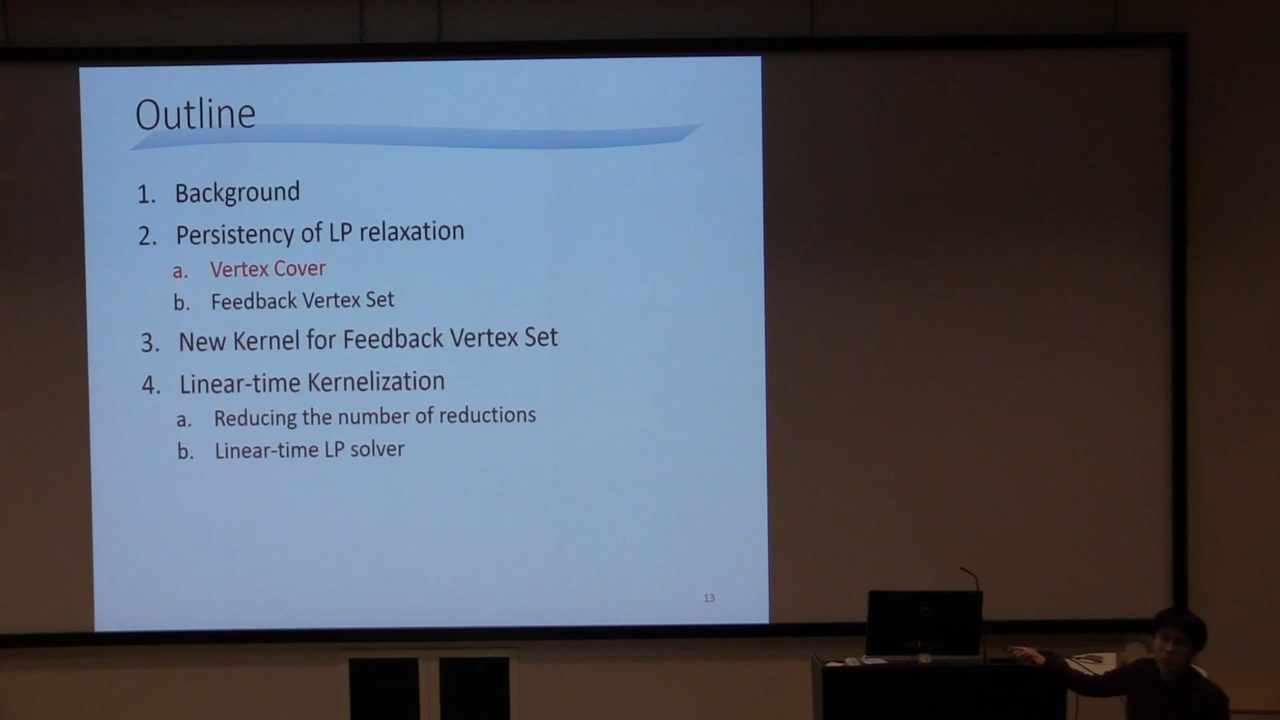 Outline
1. Background
2. Persistency of LP relaxation
a. Vertex Cover
b. Feedback Vertex Set
3. New Kernel for Feedback Vertex Set
4. Linear-time Kernelization
a. Reducing the number of reductions
b. Linear-time LP solver
13